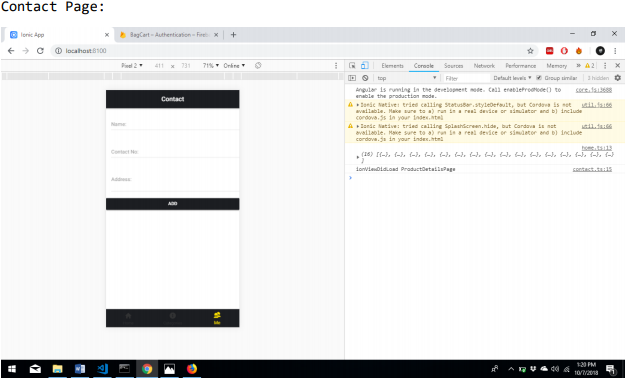 Contact Page:
Ionic App
BagCart – Authentication – Fireb
localhost:8100
Pixel 2 ▼ 411 × 731 71% ▼ Online ▼
Elements Console Sources Network Performance Memory » 2
top Filter Default levels ▼ Group similar 3 hidden
Contact
Name:
Contact No:
Address:
ADD
Me
Angular is running in the development mode. Call enableProdMode() to core.js:3688
enable the production mode.
Ionic Native: tried calling StatusBar.styleDefault, but Cordova is not util.js:66
available. Make sure to a) run in a real device or simulator and b) include
cordova.js in your index.html
Ionic Native: tried calling SplashScreen.hide, but Cordova is not util.js:66
available. Make sure to a) run in a real device or simulator and b) include
cordova.js in your index.html
home.ts:13
(16) [{…}, {…}, {…}, {…}, {…}, {…}, {…}, {…}, {…}, {…}, {…}, {…}, {…}, {…}, {…}, {…}
]
ionViewDidLoad ProductDetailsPage contact.ts:15
1:20 PM
10/7/2018